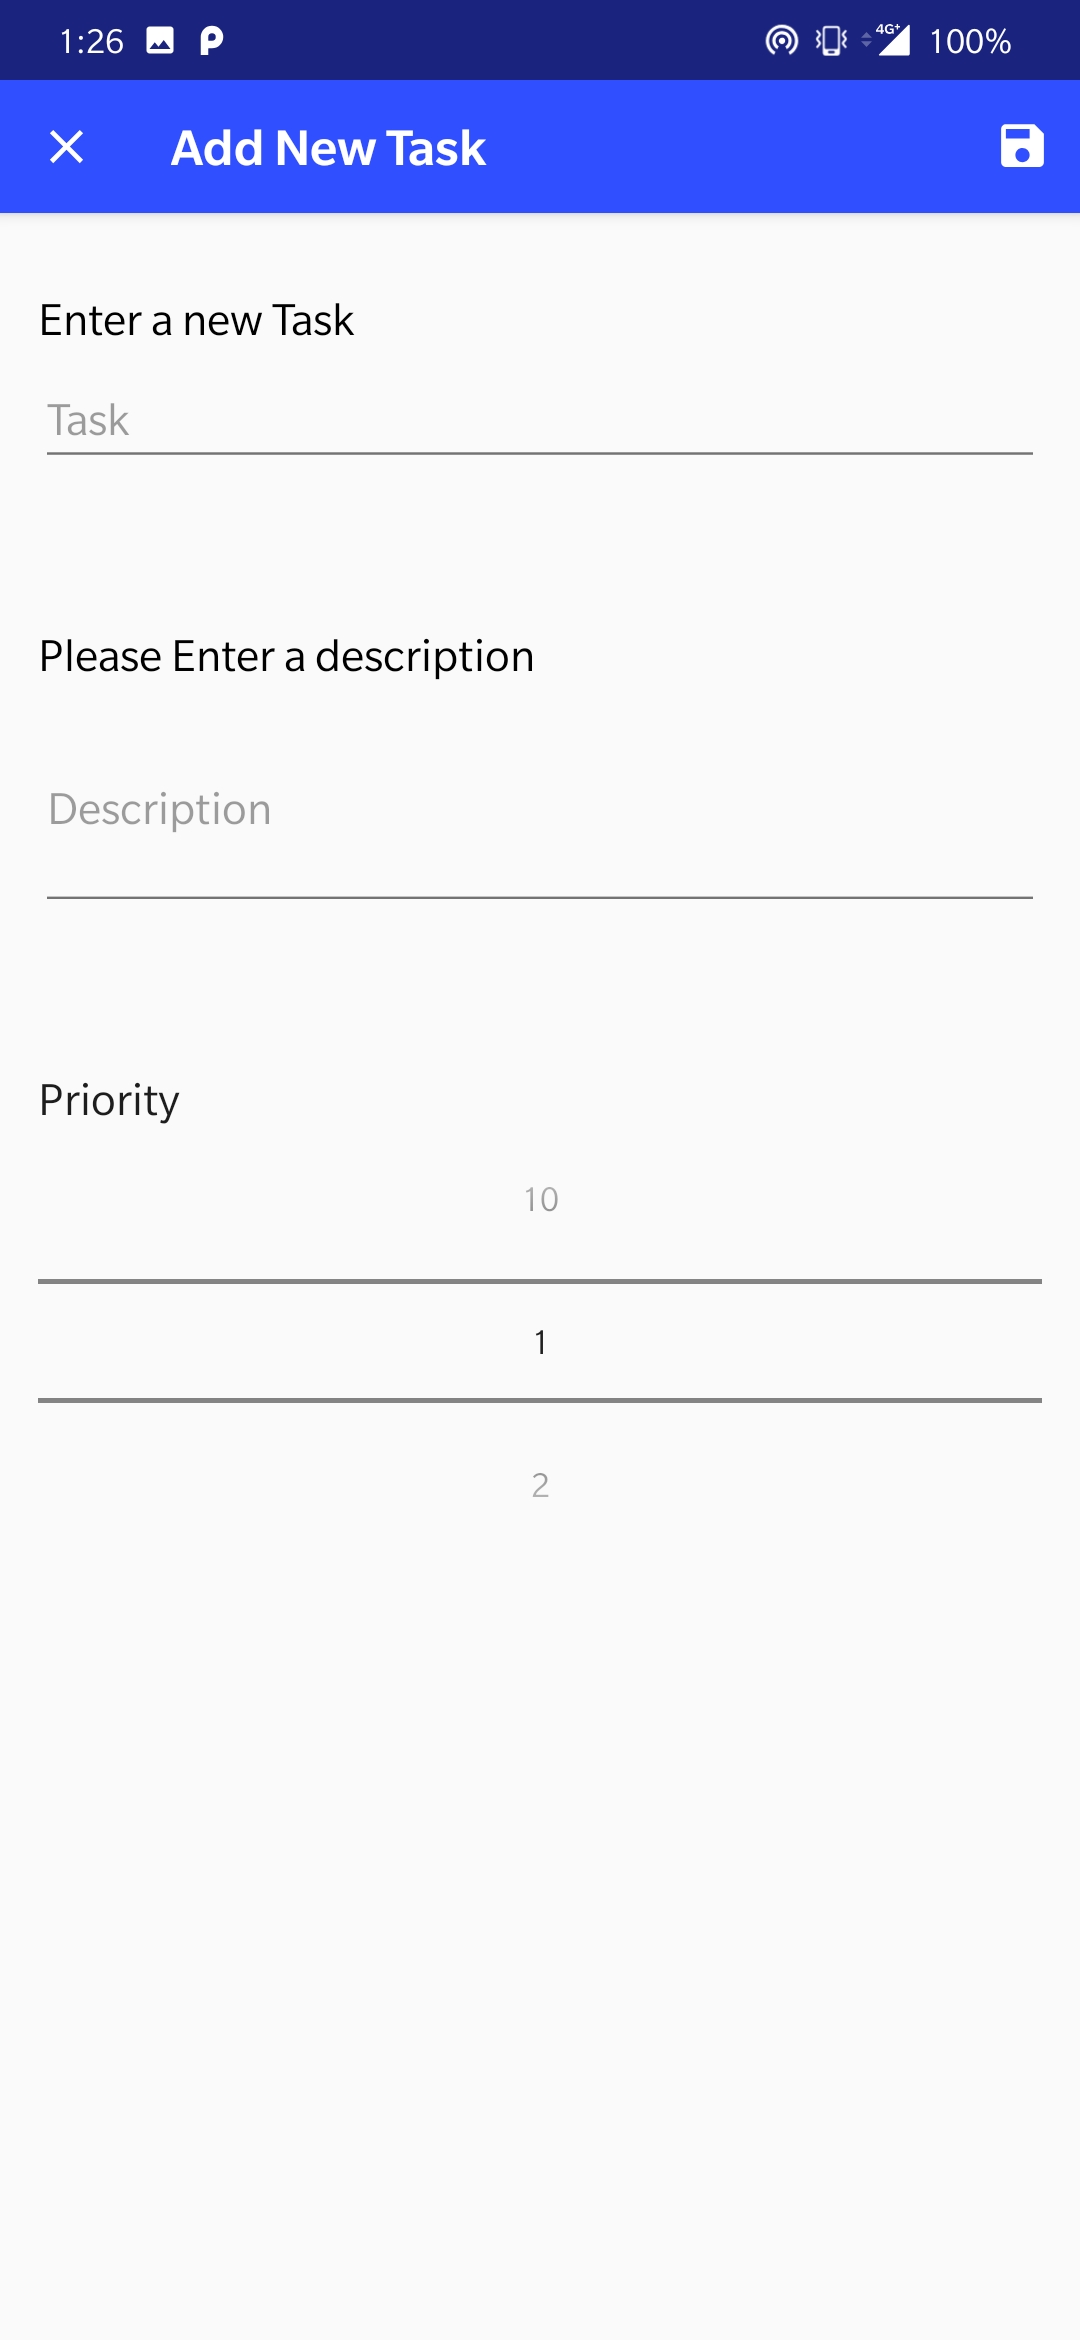 1:26 4G+ 100%
Add New Task
Enter a new Task
Task
Please Enter a description
Description
Priority
10
1
2